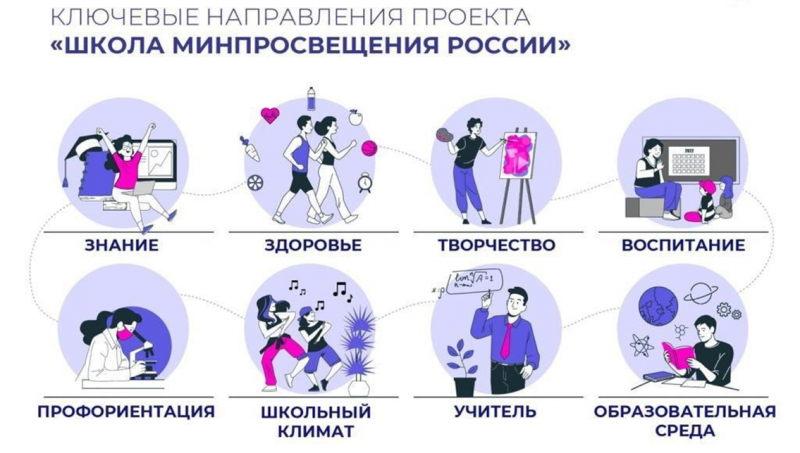 КЛЮЧЕВЫЕ НАПРАВЛЕНИЯ ПРОЕКТА
«ШКОЛА МИНПРОСВЕЩЕНИЯ РОССИИ»
ЗНАНИЕ
ЗДОРОВЬЕ
ТВОРЧЕСТВО
ВОСПИТАНИЕ
ПРОФОРИЕНТАЦИЯ
ШКОЛЬНЫЙ
КЛИМАТ
УЧИТЕЛЬ
ОБРАЗОВАТЕЛЬНАЯ
СРЕДА